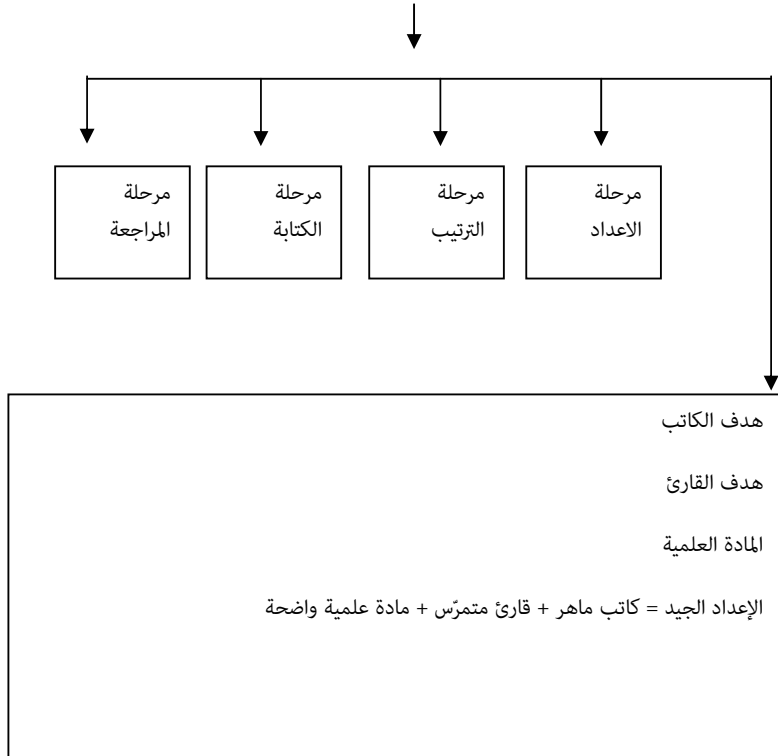 مرحلة
الاعداد
مرحلة
الترتيب
مرحلة
الكتابة
مرحلة
المراجعة
هدف الكاتب
هدف القارئ
المادة العلمية
الإعداد الجيد = كاتب ماهر + قارئ متمرّس + مادة علمية واضحة